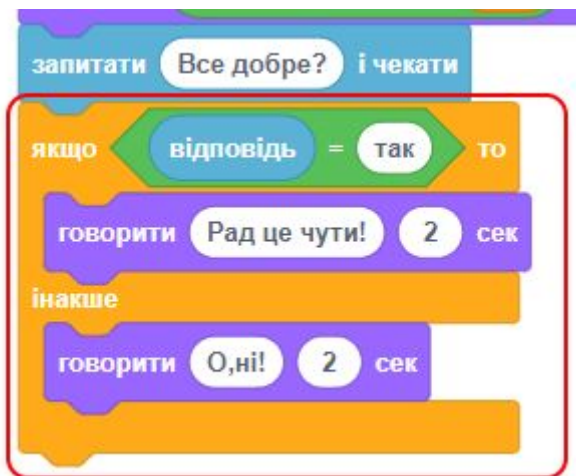 запитати Все добре? і чекати
якщо відповідь = так то
говорити Рад це чути! 2 сек
інакше
говорити О,ні! 2 сек